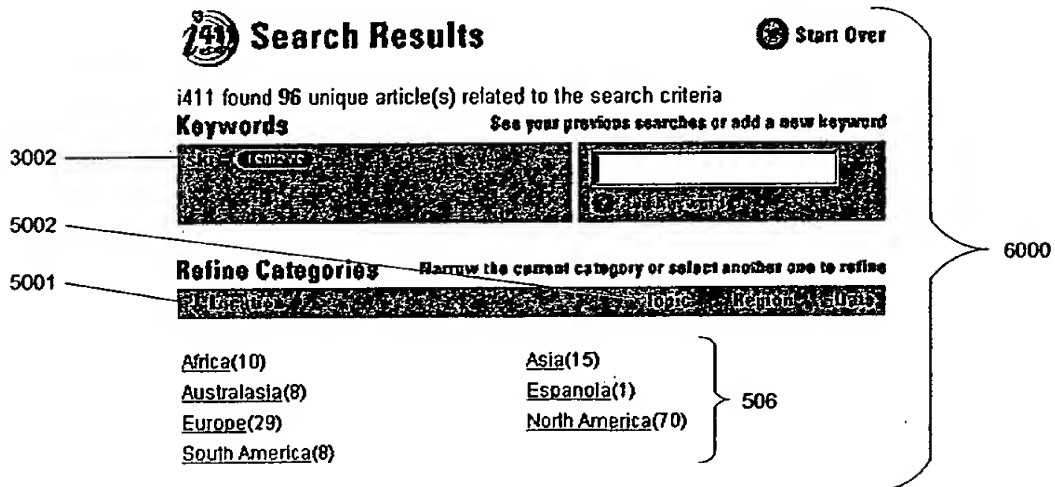 i411 Search Results
Start Over
i411 found 96 unique article(s) related to the search criteria
Keywords
See your previous searches or add a new keyword
3002
remove
5002
6000
Refine Categories
Narrow the current category or select another one to refine
5001
Location Topic Region Date
Africa(10) Asia(15)
Australasia(8) Espanola(1)
506
Europe(29) North America(70)
South America(8)